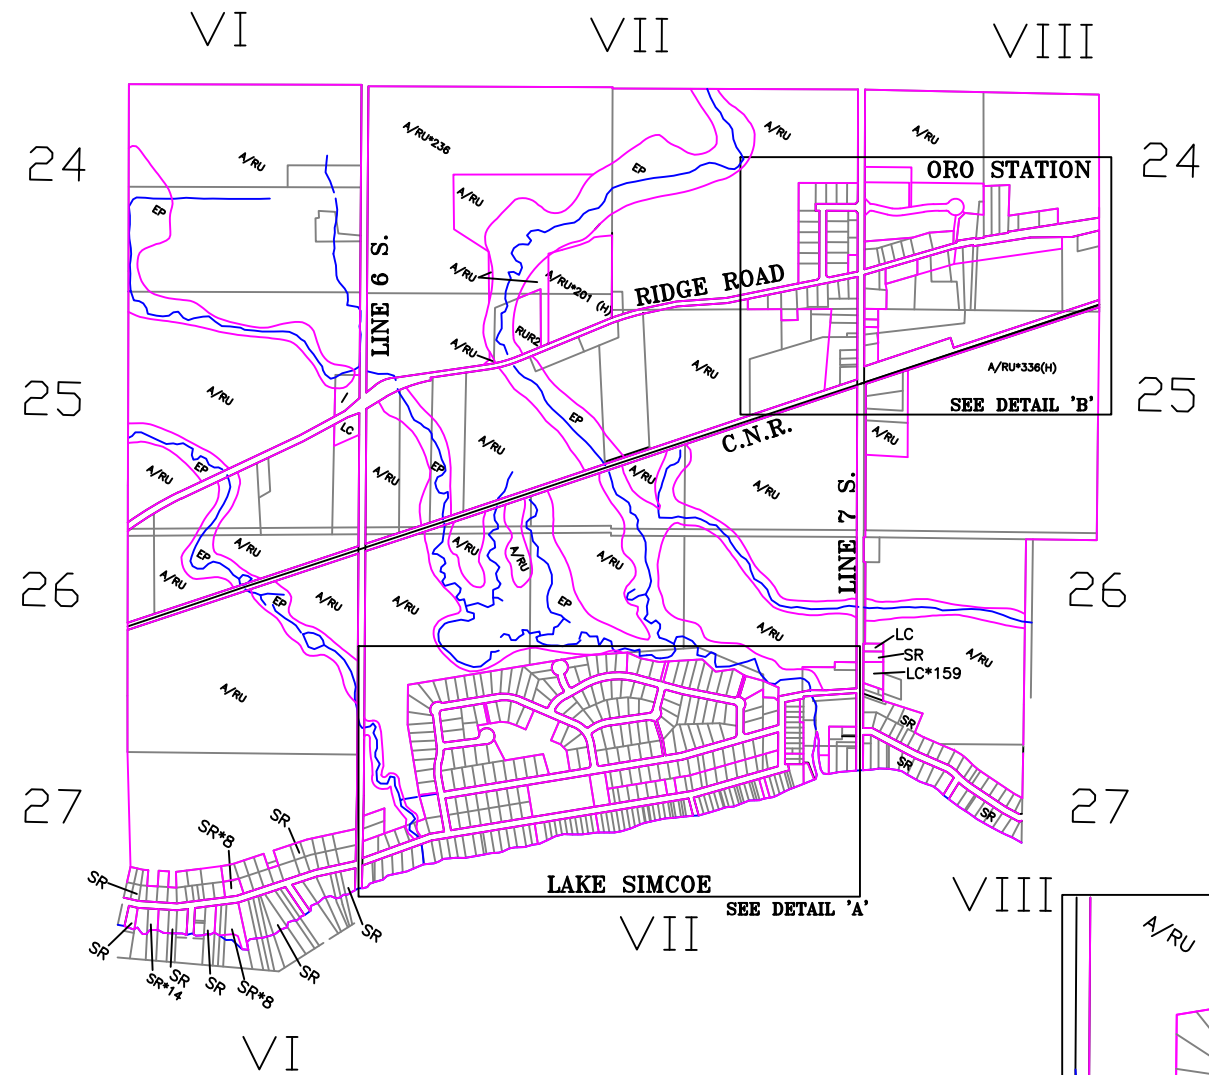 VI
VII
VIII
24
A/RU
A/RU*236
A/RU
A/RU
24
EP
ORO STATION
A/RU
EP
LINE 6 S.
A/RU
A/RU*201 (H)
RIDGE ROAD
RUR2
A/RU
A/RU
A/RU*336(H)
25
A/RU
25
SEE DETAIL 'B'
LC
EP
C.N.R.
A/RU
A/RU
A/RU
EP
A/RU
EP
A/RU
A/RU
A/RU
LINE 7 S.
A/RU
EP
A/RU
A/RU
A/RU
26
A/RU
EP
A/RU
A/RU
EP
26
A/RU
LC
SR
LC*159
A/RU
A/RU
SR
SR
27
SR
27
SR
SR*8
SR
LAKE SIMCOE
VIII
SEE DETAIL 'A'
VII
SR
A/RU
SR
SR*14
SR
SR
SR*8
SR
VI